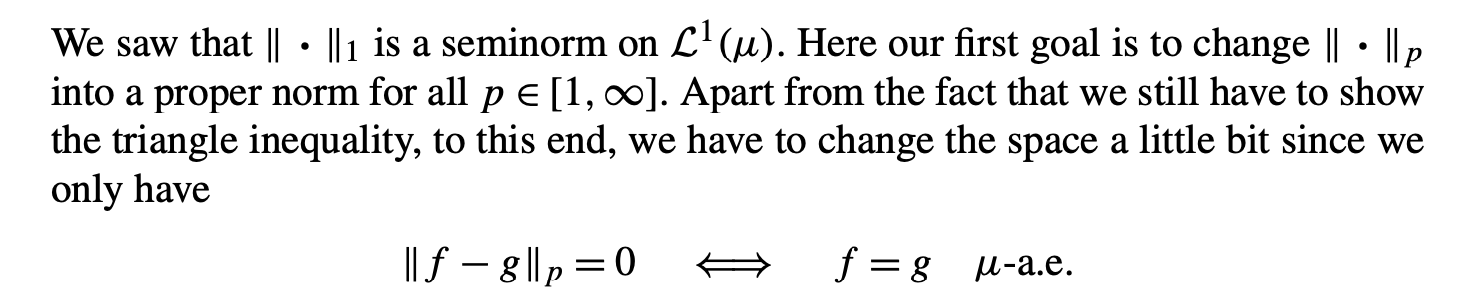 We saw that ‖ • ‖₁ is a seminorm on ℒ¹(μ). Here our first goal is to change ‖ • ‖ₚ
into a proper norm for all p ∈ [1, ∞]. Apart from the fact that we still have to show
the triangle inequality, to this end, we have to change the space a little bit since we
only have
‖f − g‖ₚ = 0 ⟺ f = g μ-a.e.